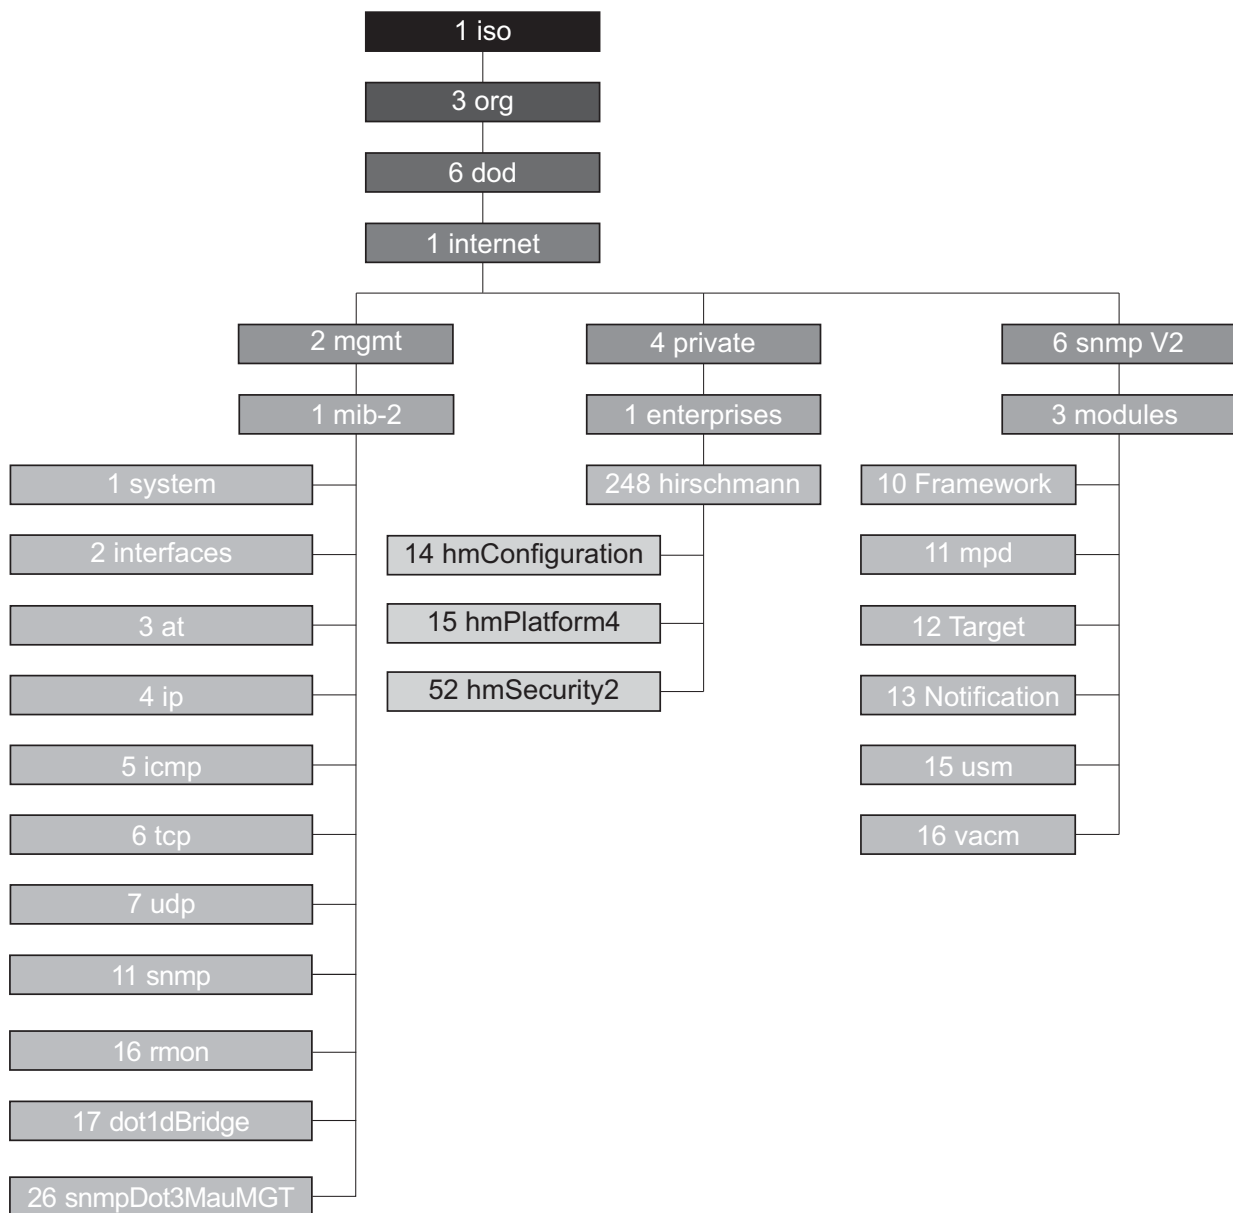 1 iso
3 org
6 dod
1 internet
2 mgmt
4 private
6 snmp V2
1 mib-2
1 enterprises
3 modules
1 system
248 hirschmann
10 Framework
2 interfaces
14 hmConfiguration
11 mpd
3 at
15 hmPlatform4
12 Target
4 ip
52 hmSecurity2
13 Notification
5 icmp
15 usm
6 tcp
16 vacm
7 udp
11 snmp
16 rmon
17 dot1dBridge
26 snmpDot3MauMGT